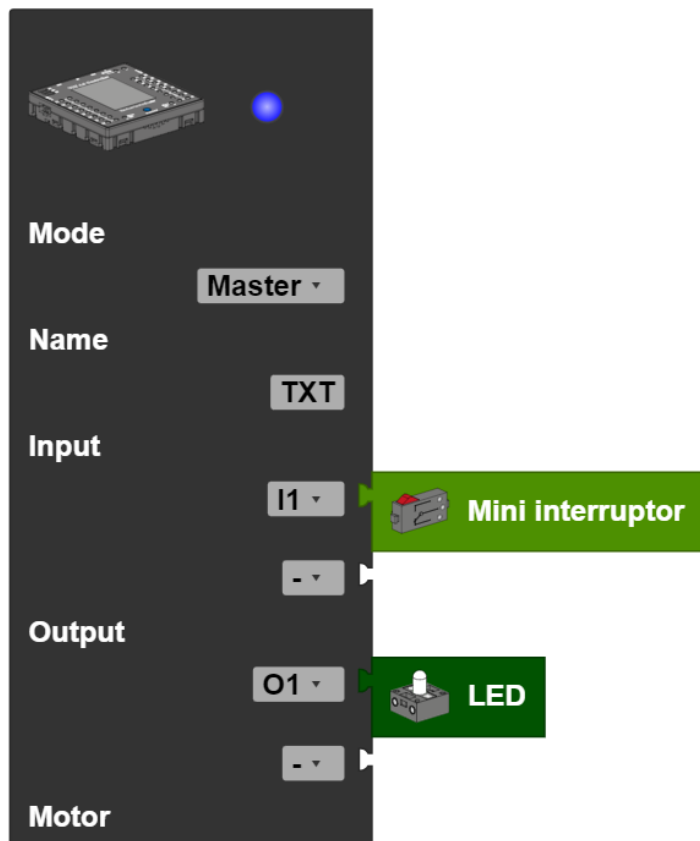 Mode
Master
Name
TXT
Input
I1
Mini interruptor
-
Output
O1
LED
-
Motor